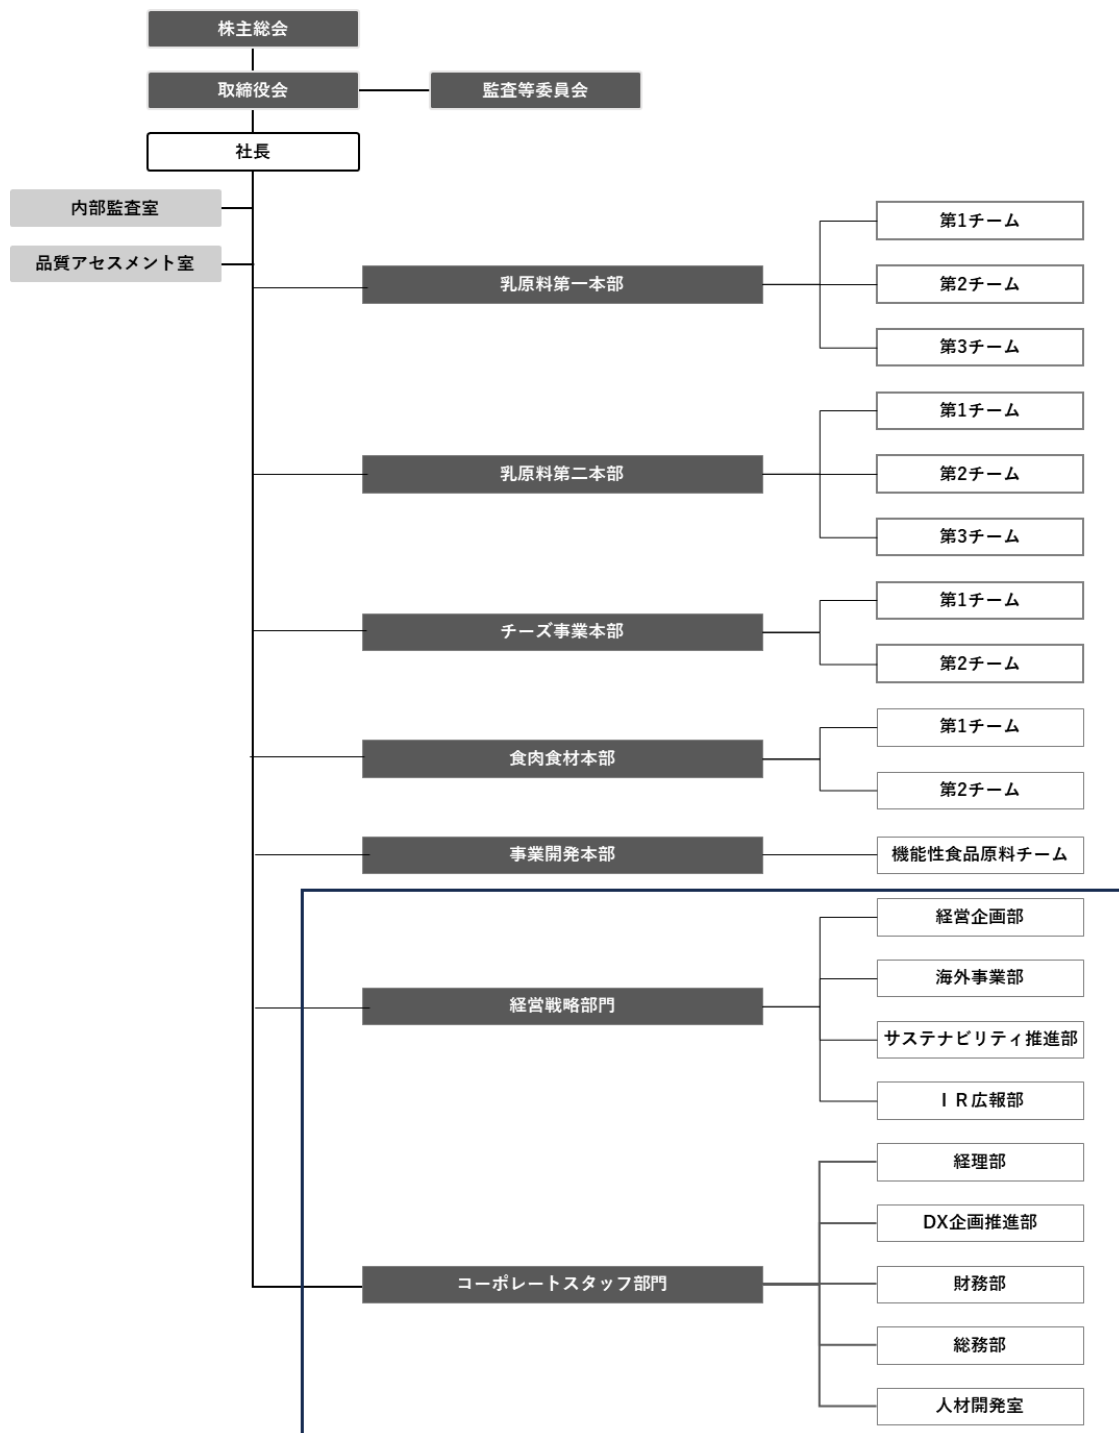 株主総会
取締役会
監査等委員会
社長
内部監査室
品質アセスメント室
乳原料第一本部
第1チーム
第2チーム
第3チーム
乳原料第二本部
第1チーム
第2チーム
第3チーム
チーズ事業本部
第1チーム
第2チーム
食肉食材本部
第1チーム
第2チーム
事業開発本部
機能性食品原料チーム
経営戦略部門
経営企画部
海外事業部
サステナビリティ推進部
ＩＲ広報部
コーポレートスタッフ部門
経理部
DX企画推進部
財務部
総務部
人材開発室